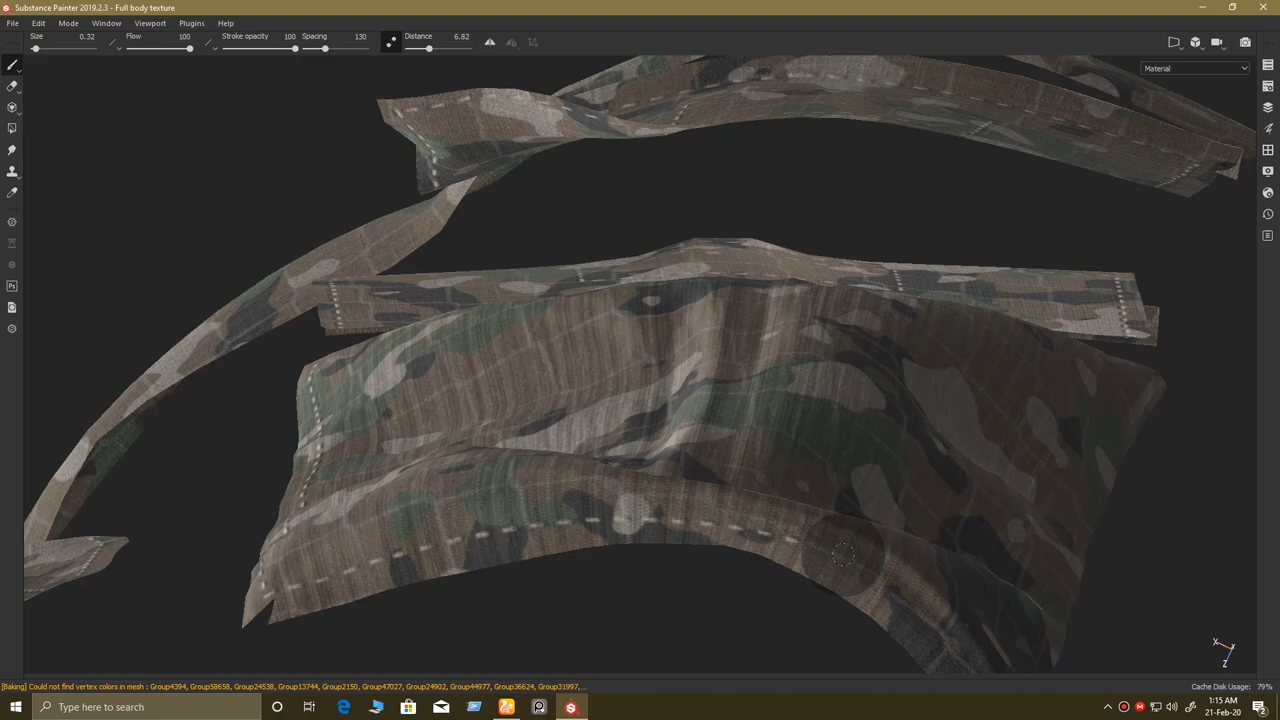 Substance Painter 2019.2.3 - Full body texture
File Edit Mode Window Viewport Plugins Help
Size 0.32 Flow 100 Stroke opacity 100 Spacing 130 Distance 6.82
Material
Ps
X Y Z
[Baking] Could not find vertex colors in mesh : Group4394, Group58658, Group24538, Group13744, Group2150, Group47027, Group24902, Group44977, Group36624, Group31997,...
Cache Disk Usage: 79%
Type here to search
1:15 AM
21-Feb-20
2